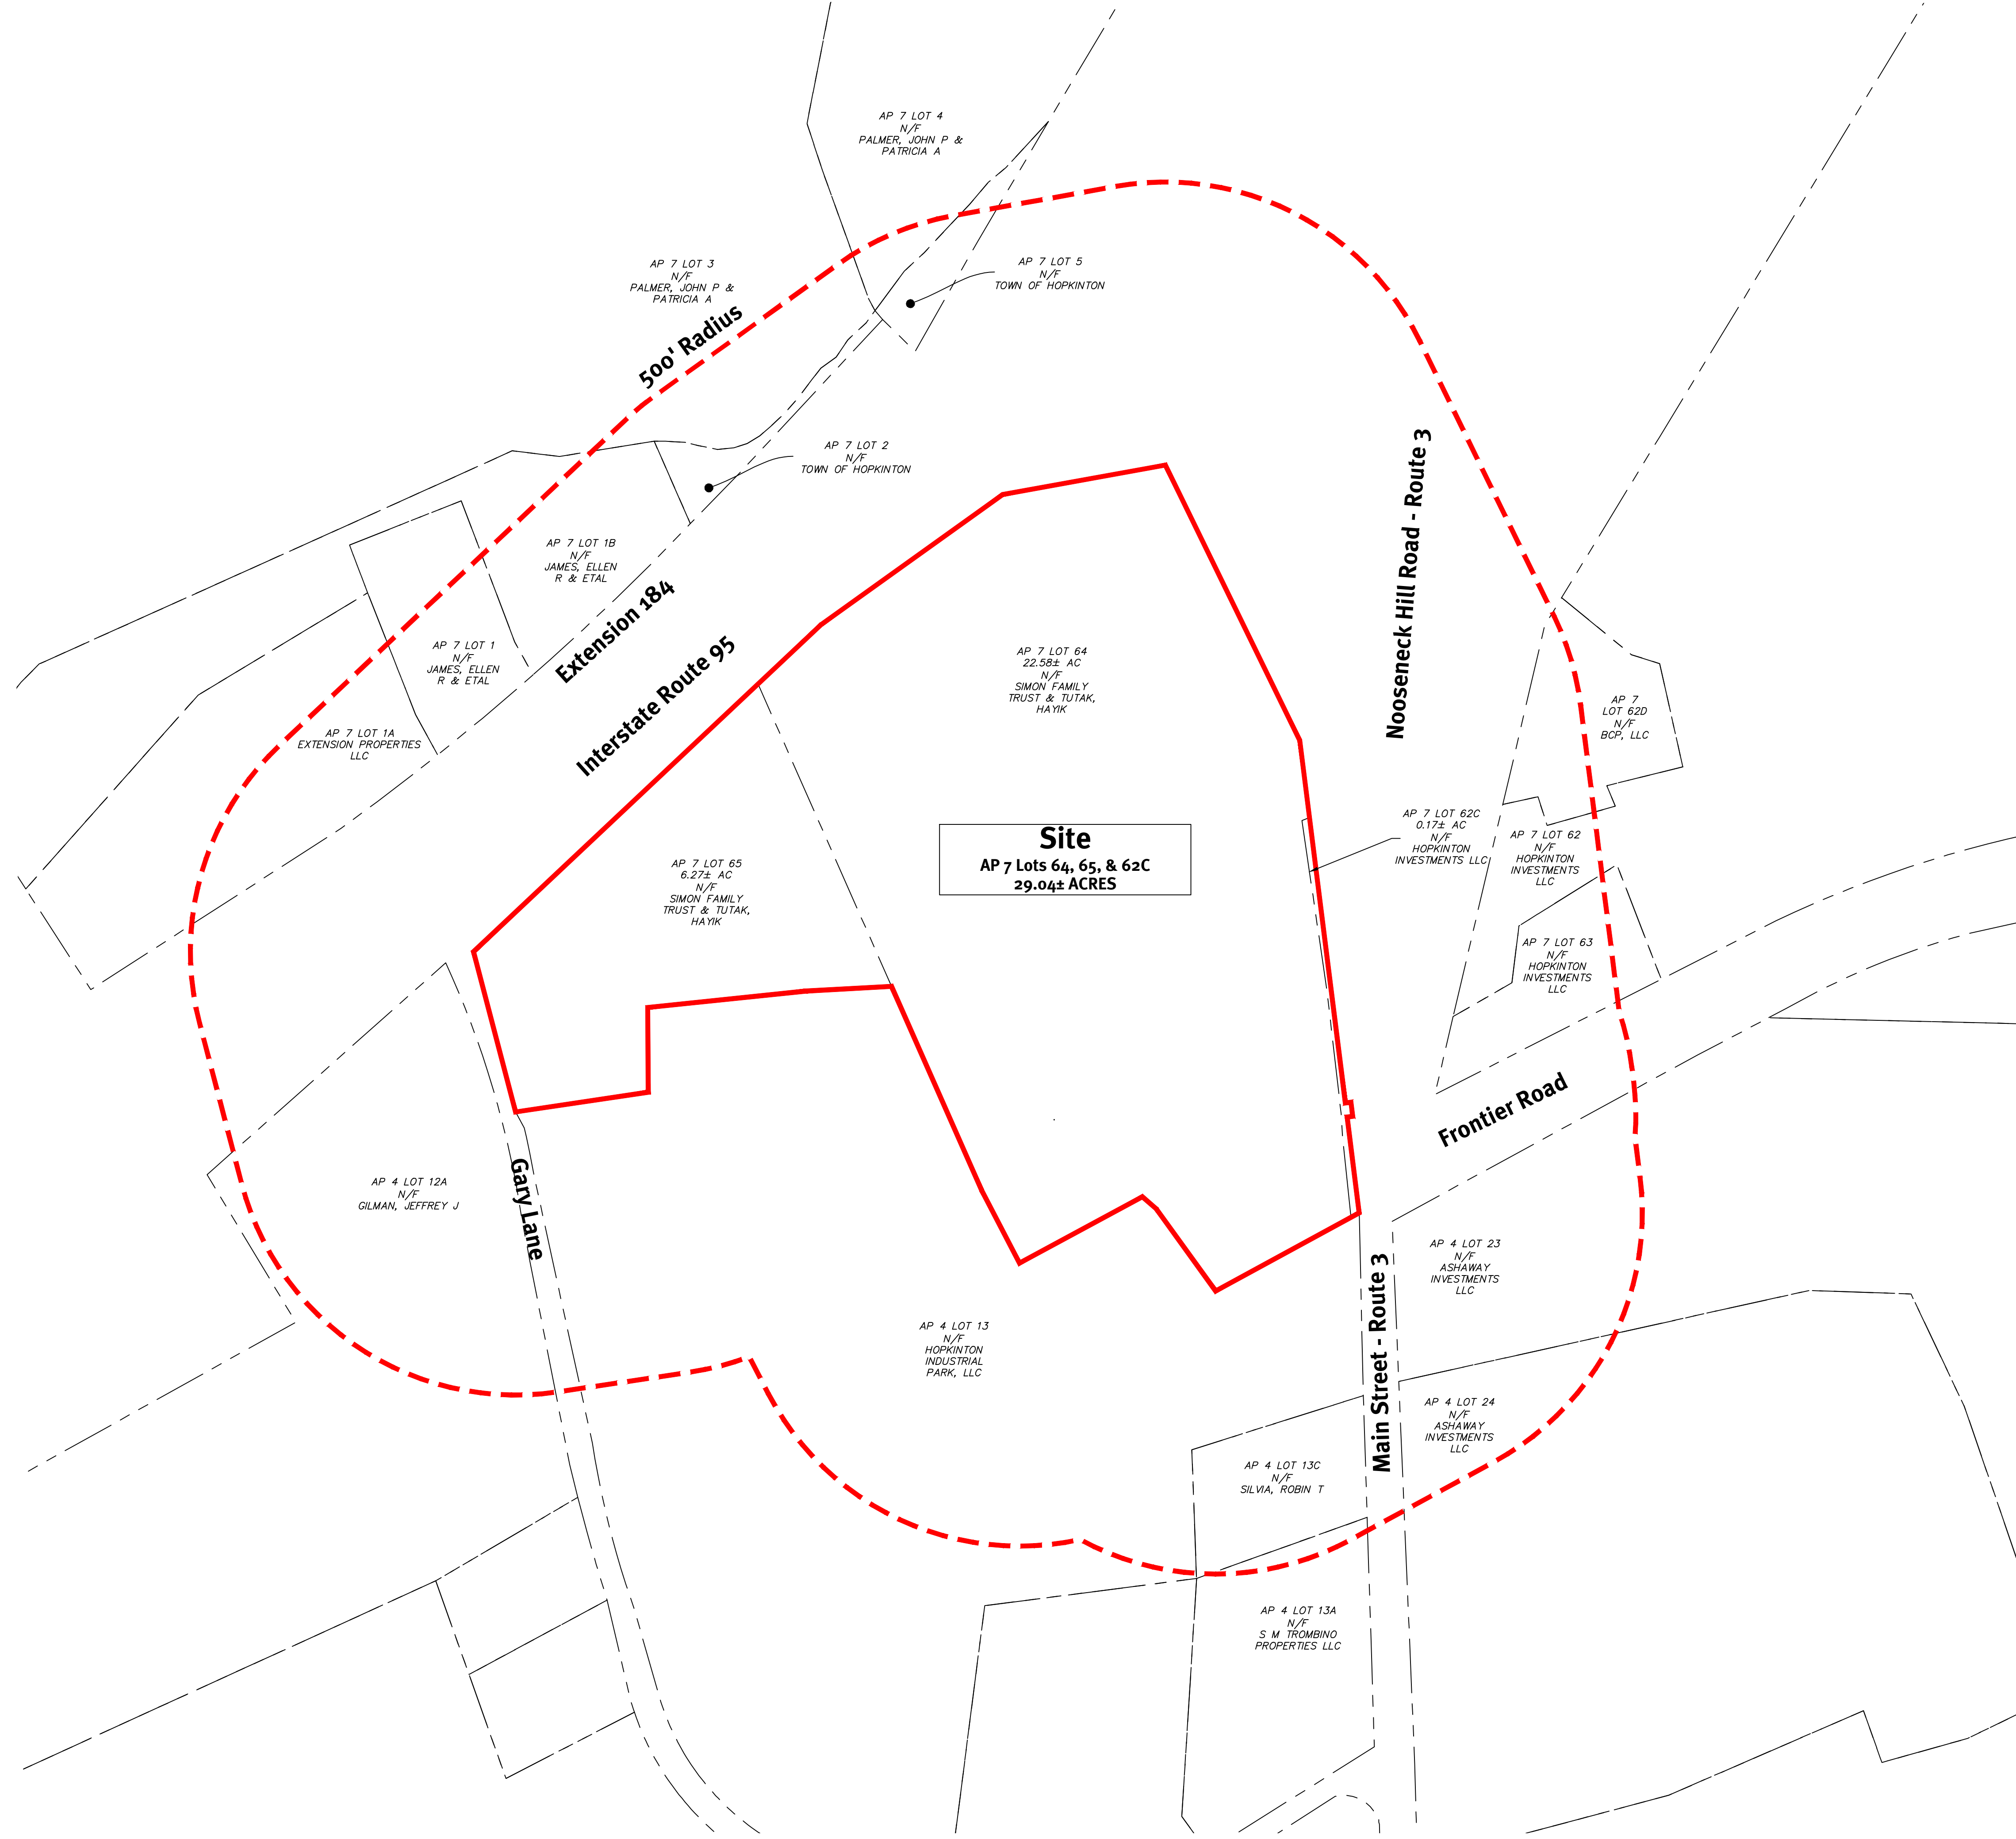 AP 7 LOT 4
N/F
PALMER, JOHN P &
PATRICIA A
AP 7 LOT 3
N/F
PALMER, JOHN P &
PATRICIA A
AP 7 LOT 5
N/F
TOWN OF HOPKINTON
500' Radius
AP 7 LOT 2
N/F
TOWN OF HOPKINTON
AP 7 LOT 1B
N/F
JAMES, ELLEN
R & ETAL
AP 7 LOT 1
N/F
JAMES, ELLEN
R & ETAL
AP 7 LOT 1A
EXTENSION PROPERTIES
LLC
Extension 184
Interstate Route 95
AP 7 LOT 64
22.58± AC
N/F
SIMON FAMILY
TRUST & TUTAK,
HAYIK
Nooseneck Hill Road - Route 3
AP 7
LOT 62D
N/F
BCP, LLC
AP 7 LOT 65
6.27± AC
N/F
SIMON FAMILY
TRUST & TUTAK,
HAYIK
Site
AP 7 Lots 64, 65, & 62C
29.04± ACRES
AP 7 LOT 62C
0.17± AC
N/F
HOPKINTON
INVESTMENTS LLC
AP 7 LOT 62
N/F
HOPKINTON
INVESTMENTS
LLC
AP 7 LOT 63
N/F
HOPKINTON
INVESTMENTS
LLC
Frontier Road
AP 4 LOT 12A
N/F
GILMAN, JEFFREY J
Gary Lane
AP 4 LOT 23
N/F
ASHAWAY
INVESTMENTS
LLC
Main Street - Route 3
AP 4 LOT 13
N/F
HOPKINTON
INDUSTRIAL
PARK, LLC
AP 4 LOT 24
N/F
ASHAWAY
INVESTMENTS
LLC
AP 4 LOT 13C
N/F
SILVIA, ROBIN T
AP 4 LOT 13A
N/F
S M TROMBINO
PROPERTIES LLC